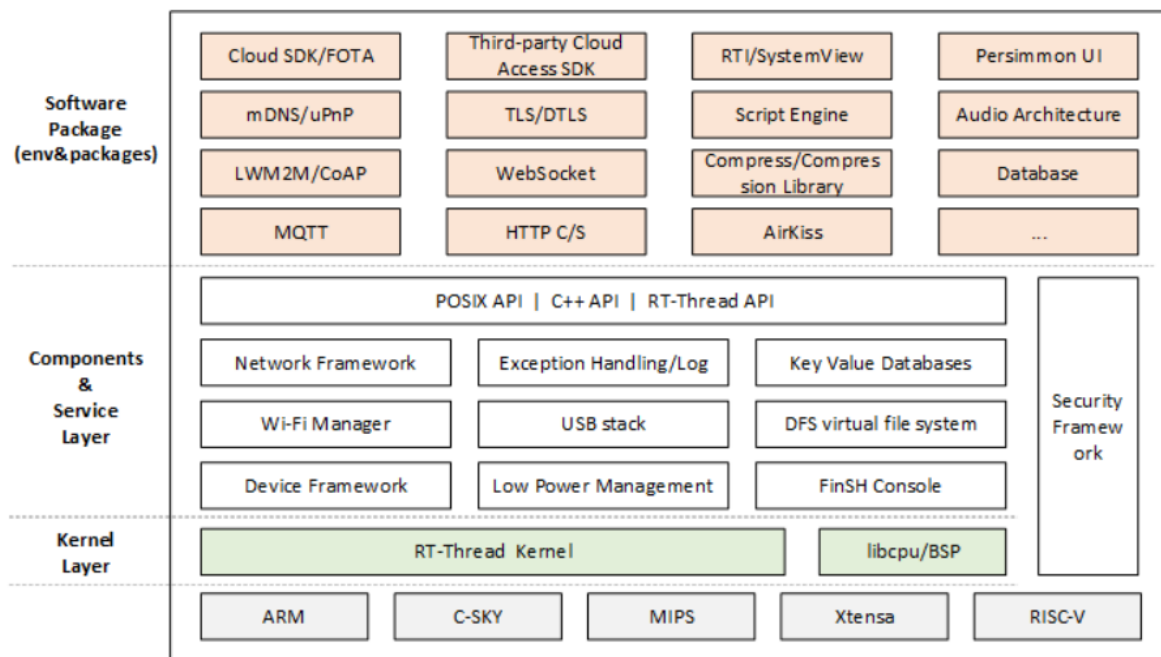 Software
Package
(env&packages)
Cloud SDK/FOTA
Third-party Cloud
Access SDK
RTI/SystemView
Persimmon UI
mDNS/uPnP
TLS/DTLS
Script Engine
Audio Architecture
LWM2M/CoAP
WebSocket
Compress/Compres
sion Library
Database
MQTT
HTTP C/S
AirKiss
...
Components
&
Service
Layer
POSIX API | C++ API | RT-Thread API
Network Framework
Exception Handling/Log
Key Value Databases
Wi-Fi Manager
USB stack
DFS virtual file system
Device Framework
Low Power Management
FinSH Console
Security
Framew
ork
Kernel
Layer
RT-Thread Kernel
libcpu/BSP
ARM
C-SKY
MIPS
Xtensa
RISC-V